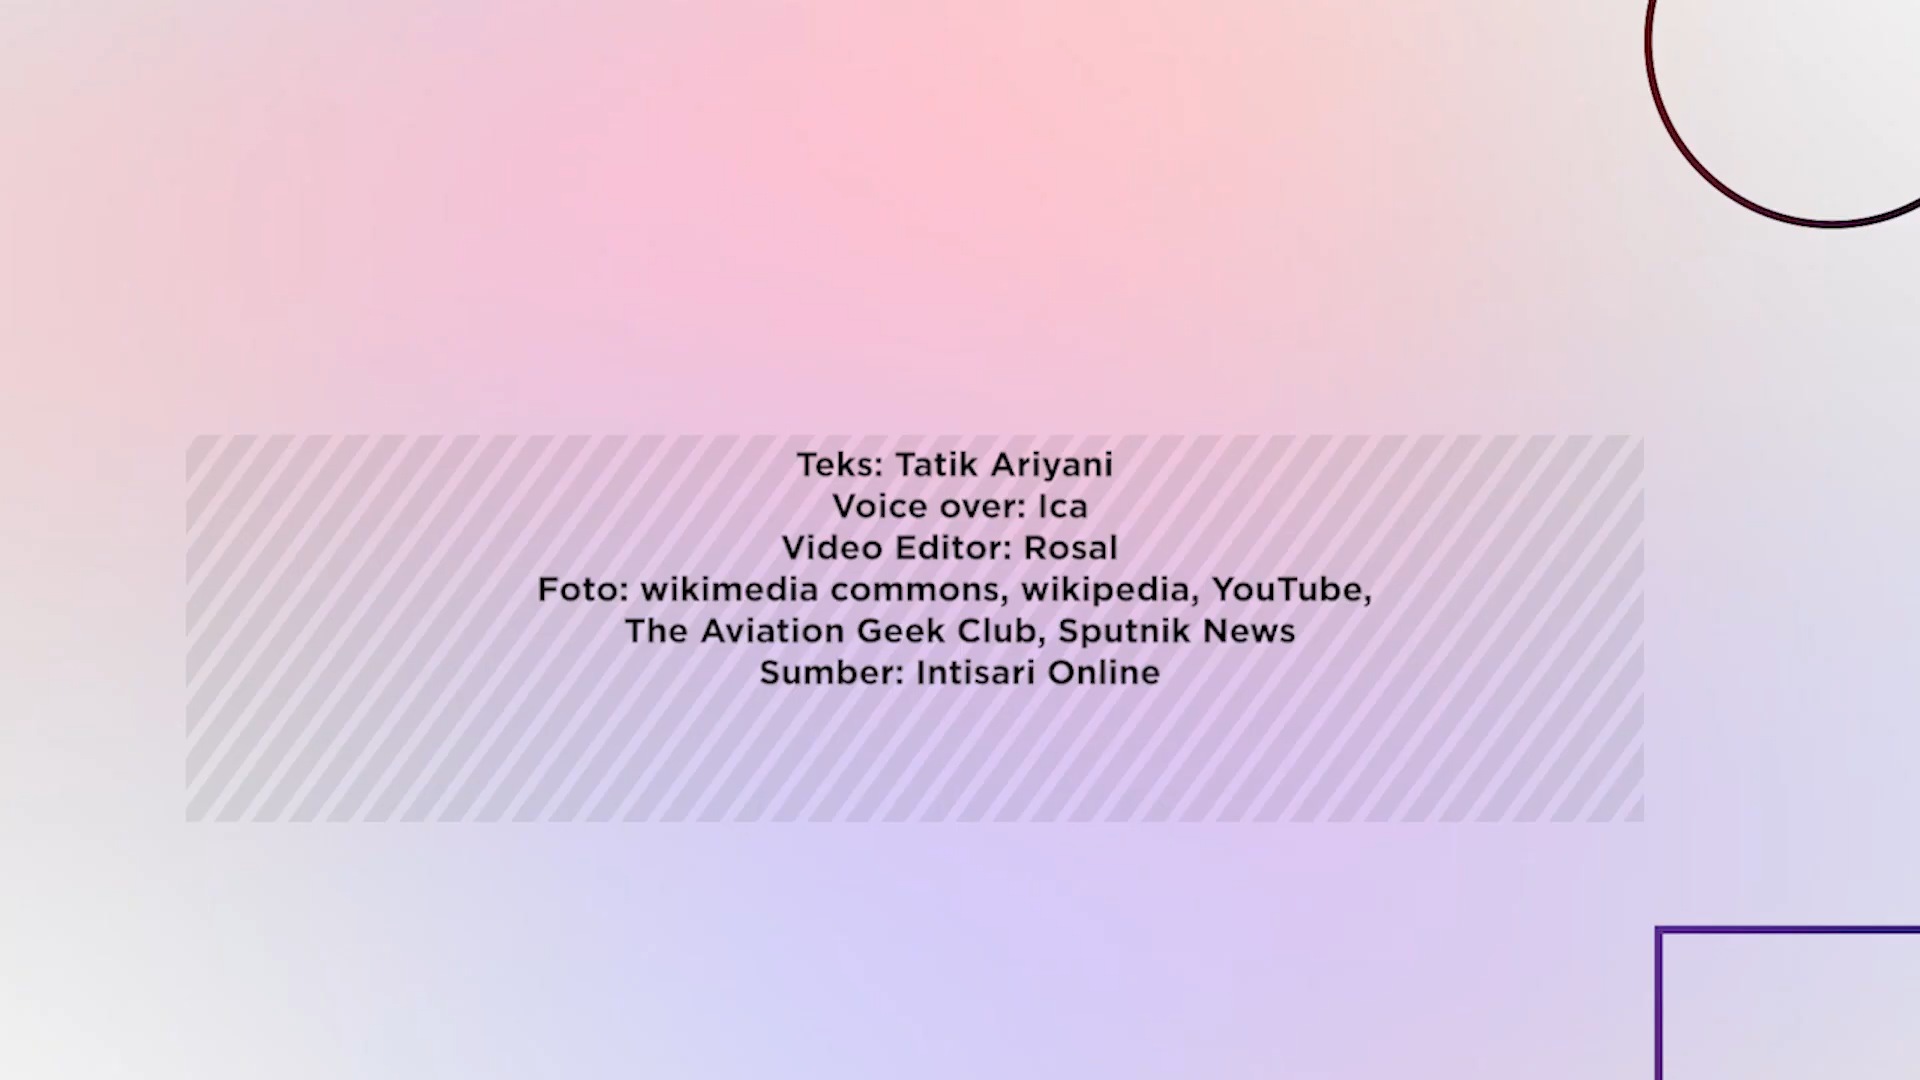 Teks: Tatik Ariyani
Voice over: Ica
Video Editor: Rosal
Foto: wikimedia commons, wikipedia, YouTube,
The Aviation Geek Club, Sputnik News
Sumber: Intisari Online